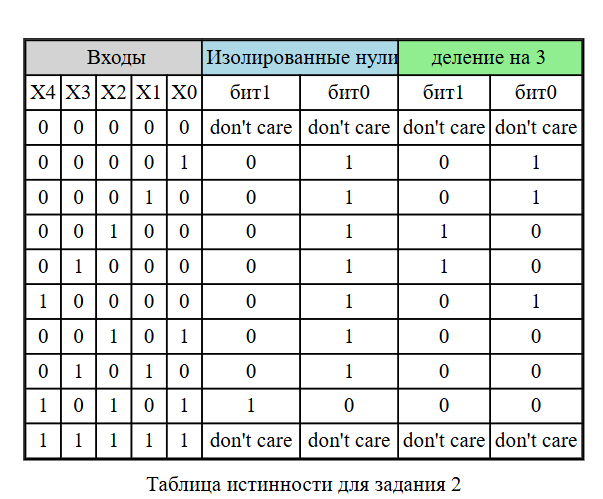 Входы Изолированные нули деление на 3
X4 X3 X2 X1 X0 бит1 бит0 бит1 бит0
0 0 0 0 0 don't care don't care don't care don't care
0 0 0 0 1 0 1 0 1
0 0 0 1 0 0 1 0 1
0 0 1 0 0 0 1 1 0
0 1 0 0 0 0 1 1 0
1 0 0 0 0 0 1 0 1
0 0 1 0 1 0 1 0 0
0 1 0 1 0 0 1 0 0
1 0 1 0 1 1 0 0 0
1 1 1 1 1 don't care don't care don't care don't care
Таблица истинности для задания 2